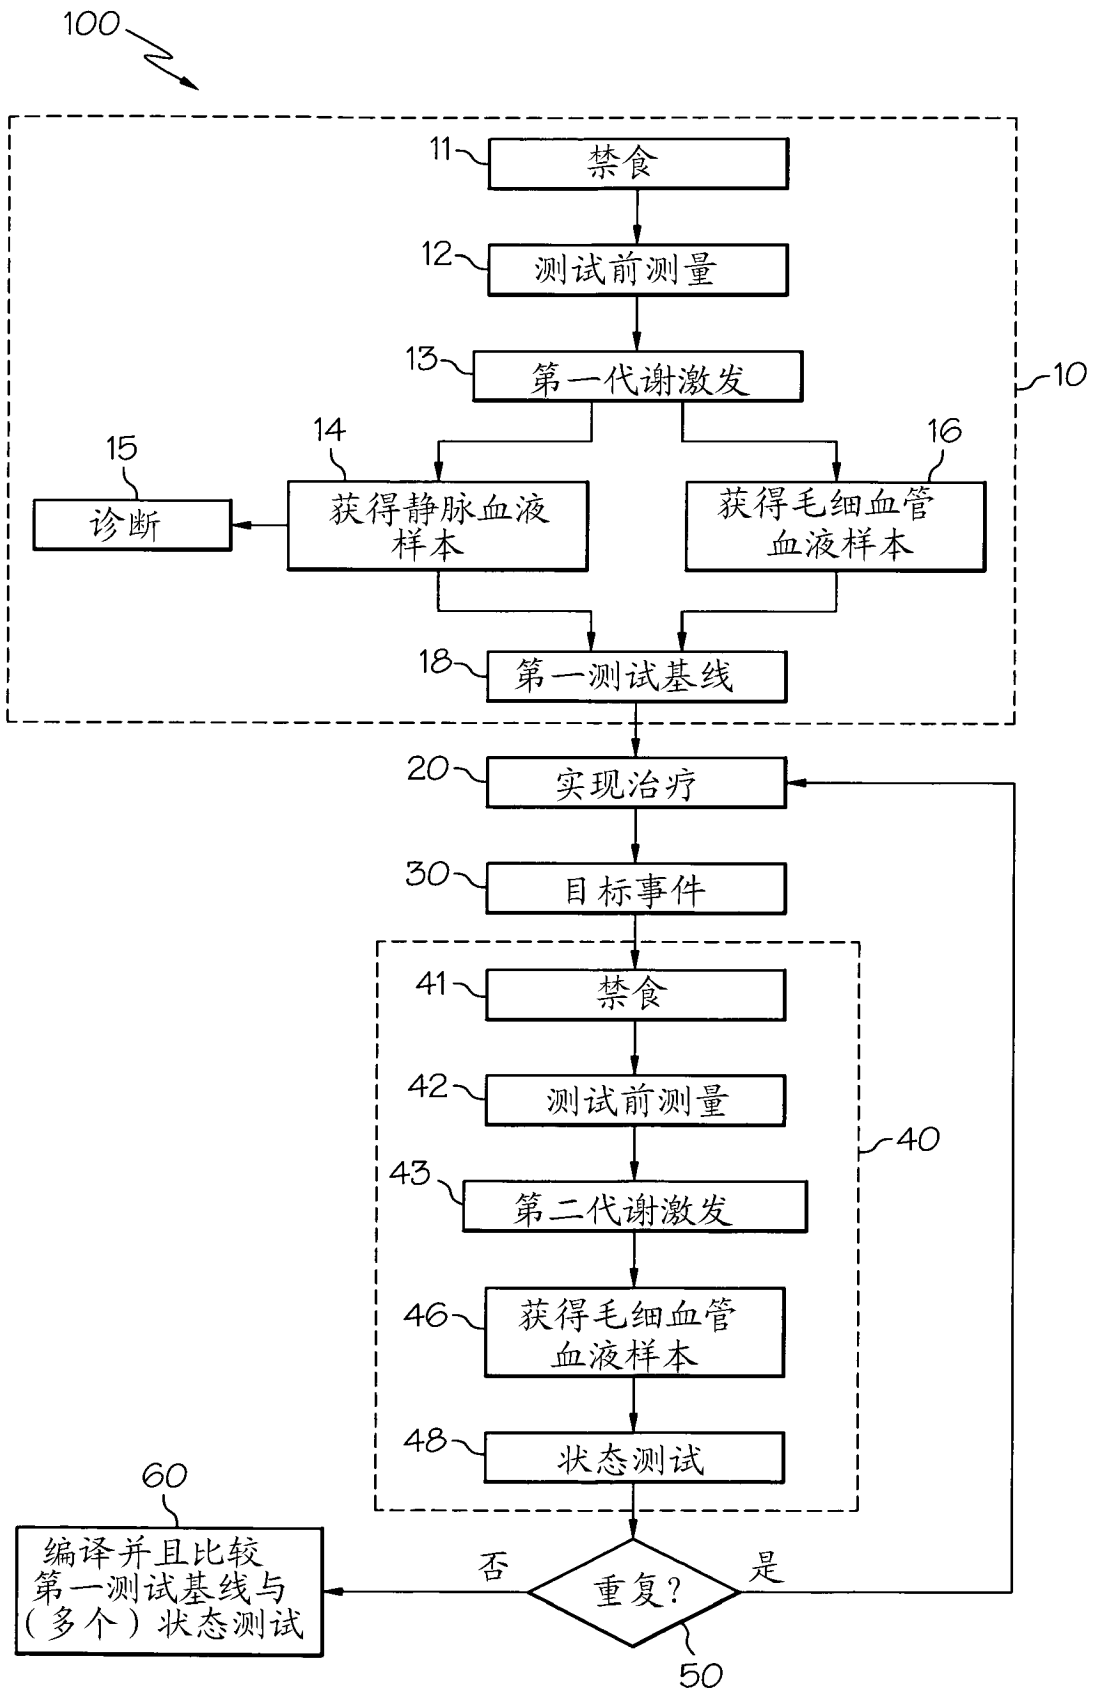 100
11
禁食
12
测试前测量
13
第一代谢激发
10
14
16
15
诊断
获得静脉血液
样本
获得毛细血管
血液样本
18
第一测试基线
20
实现治疗
30
目标事件
41
禁食
42
测试前测量
40
43
第二代谢激发
46
获得毛细血管
血液样本
48
状态测试
60
编译并且比较
第一测试基线与
(多个)状态测试
否
重复?
是
50